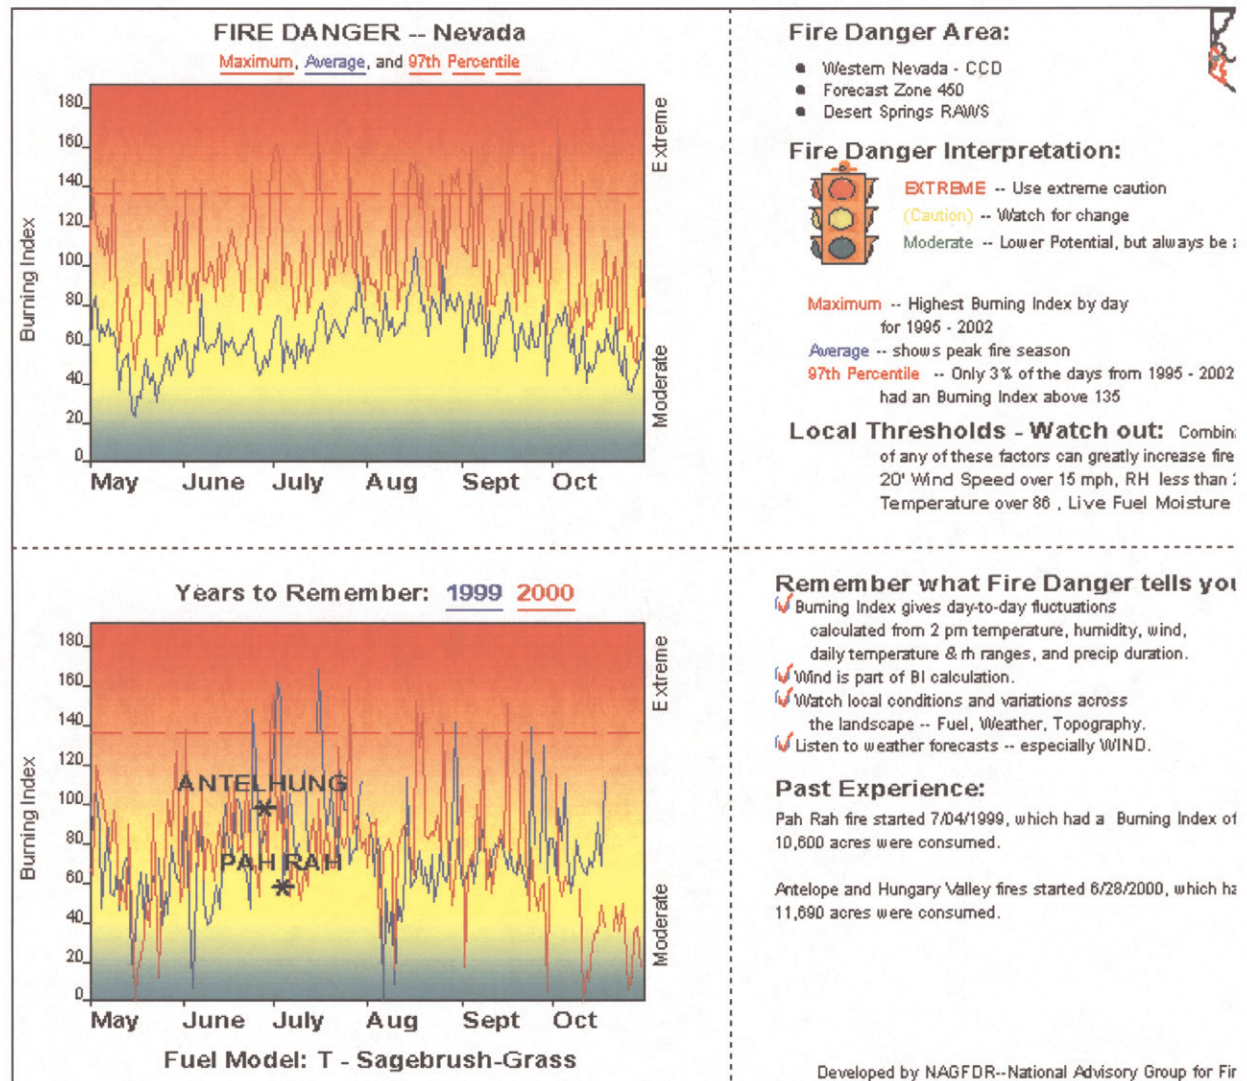 FIRE DANGER -- Nevada
Maximum, Average, and 97th Percentile
Burning Index
180
160
140
120
100
80
60
40
20
0
Extreme
Moderate
May June July Aug Sept Oct
Fire Danger Area:
Western Nevada - CCD
Forecast Zone 450
Desert Springs RAWS
Fire Danger Interpretation:
EXTREME -- Use extreme caution
(Caution) -- Watch for change
Moderate -- Lower Potential, but always be
Maximum -- Highest Burning Index by day
for 1995 - 2002
Average -- shows peak fire season
97th Percentile -- Only 3% of the days from 1995 - 2002
had an Burning Index above 135
Local Thresholds - Watch out: Combin
of any of these factors can greatly increase fire
20' Wind Speed over 15 mph, RH less than
Temperature over 86 , Live Fuel Moisture
Years to Remember: 1999 2000
Burning Index
180
160
140
120
100
80
60
40
20
0
Extreme
Moderate
ANTELHUNG
PAH RAH
May June July Aug Sept Oct
Fuel Model: T - Sagebrush-Grass
Remember what Fire Danger tells you
Burning Index gives day-to-day fluctuations
calculated from 2 pm temperature, humidity, wind,
daily temperature & rh ranges, and precip duration.
Wind is part of BI calculation.
Watch local conditions and variations across
the landscape -- Fuel, Weather, Topography.
Listen to weather forecasts -- especially WIND.
Past Experience:
Pah Rah fire started 7/04/1999, which had a Burning Index of
10,600 acres were consumed.
Antelope and Hungary Valley fires started 6/28/2000, which ha
11,690 acres were consumed.
Developed by NAGFDR--National Advisory Group for Fir